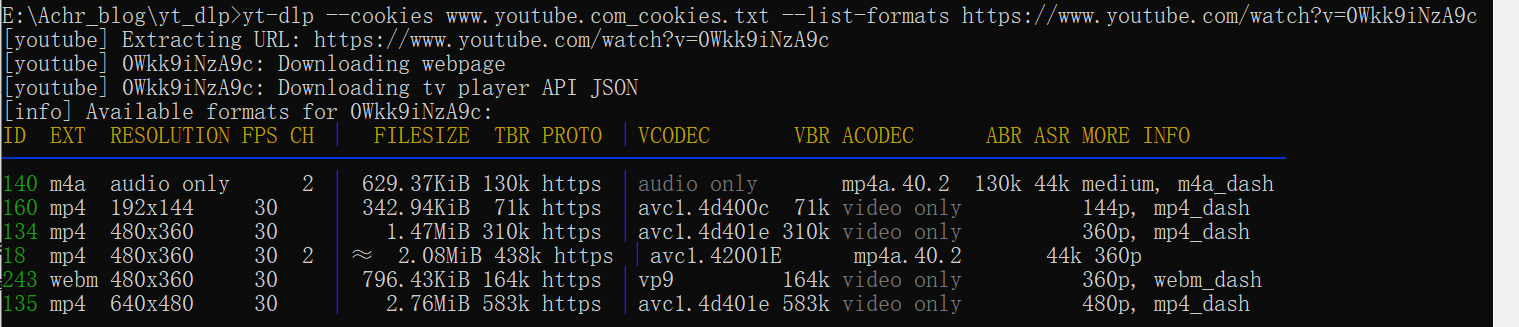 E:\Achr_blog\yt_dlp>yt-dlp --cookies www.youtube.com_cookies.txt --list-formats https://www.youtube.com/watch?v=0Wkk9iNzA9c
[youtube] Extracting URL: https://www.youtube.com/watch?v=0Wkk9iNzA9c
[youtube] 0Wkk9iNzA9c: Downloading webpage
[youtube] 0Wkk9iNzA9c: Downloading tv player API JSON
[info] Available formats for 0Wkk9iNzA9c:
ID  EXT  RESOLUTION FPS CH │   FILESIZE  TBR PROTO │ VCODEC       VBR ACODEC      ABR ASR MORE INFO
140 m4a  audio only      2 │  629.37KiB 130k https │ audio only       mp4a.40.2  130k 44k medium, m4a_dash
160 mp4  192x144     30    │  342.94KiB  71k https │ avc1.4d400c  71k video only          144p, mp4_dash
134 mp4  480x360     30    │    1.47MiB 310k https │ avc1.4d401e 310k video only          360p, mp4_dash
18  mp4  480x360     30  2 │ ≈  2.08MiB 438k https │ avc1.42001E      mp4a.40.2       44k 360p
243 webm 480x360     30    │  796.43KiB 164k https │ vp9         164k video only          360p, webm_dash
135 mp4  640x480     30    │    2.76MiB 583k https │ avc1.4d401e 583k video only          480p, mp4_dash